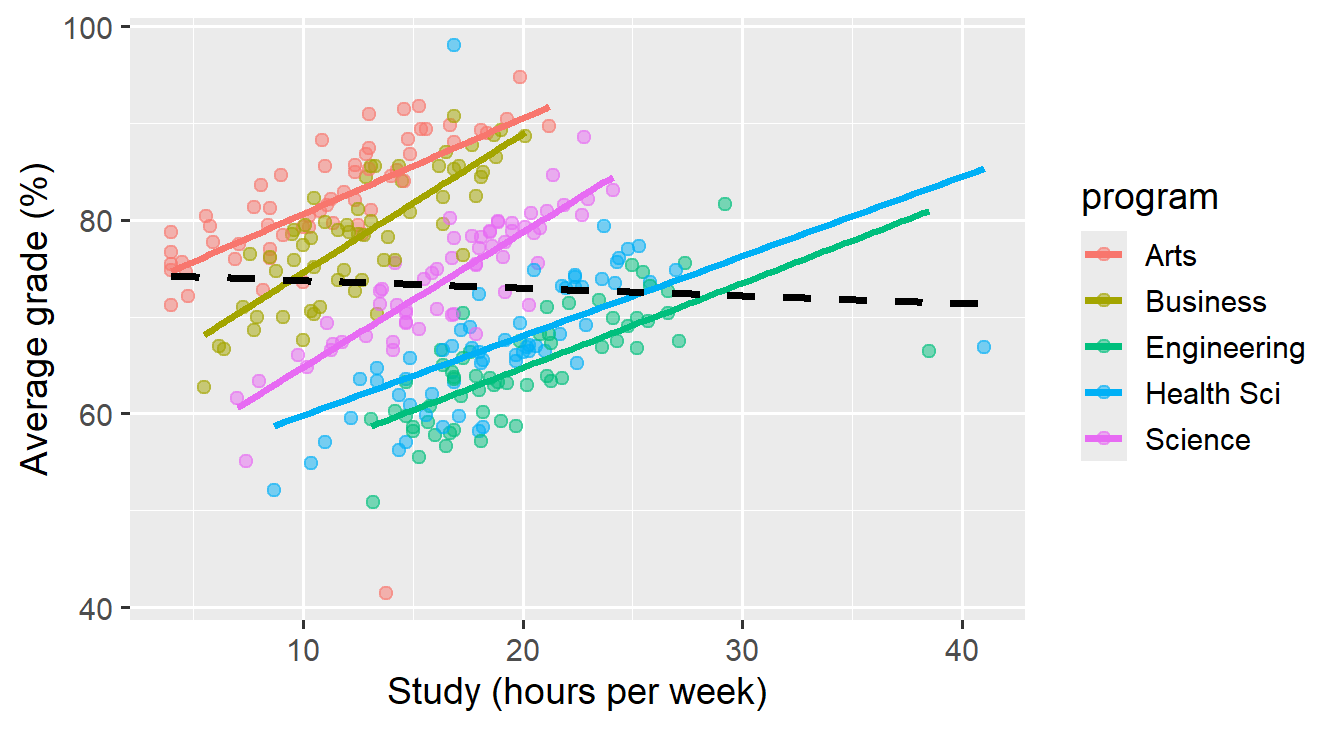 100
80
60
40
Average grade (%)
10 20 30 40
Study (hours per week)
program
Arts
Business
Engineering
Health Sci
Science